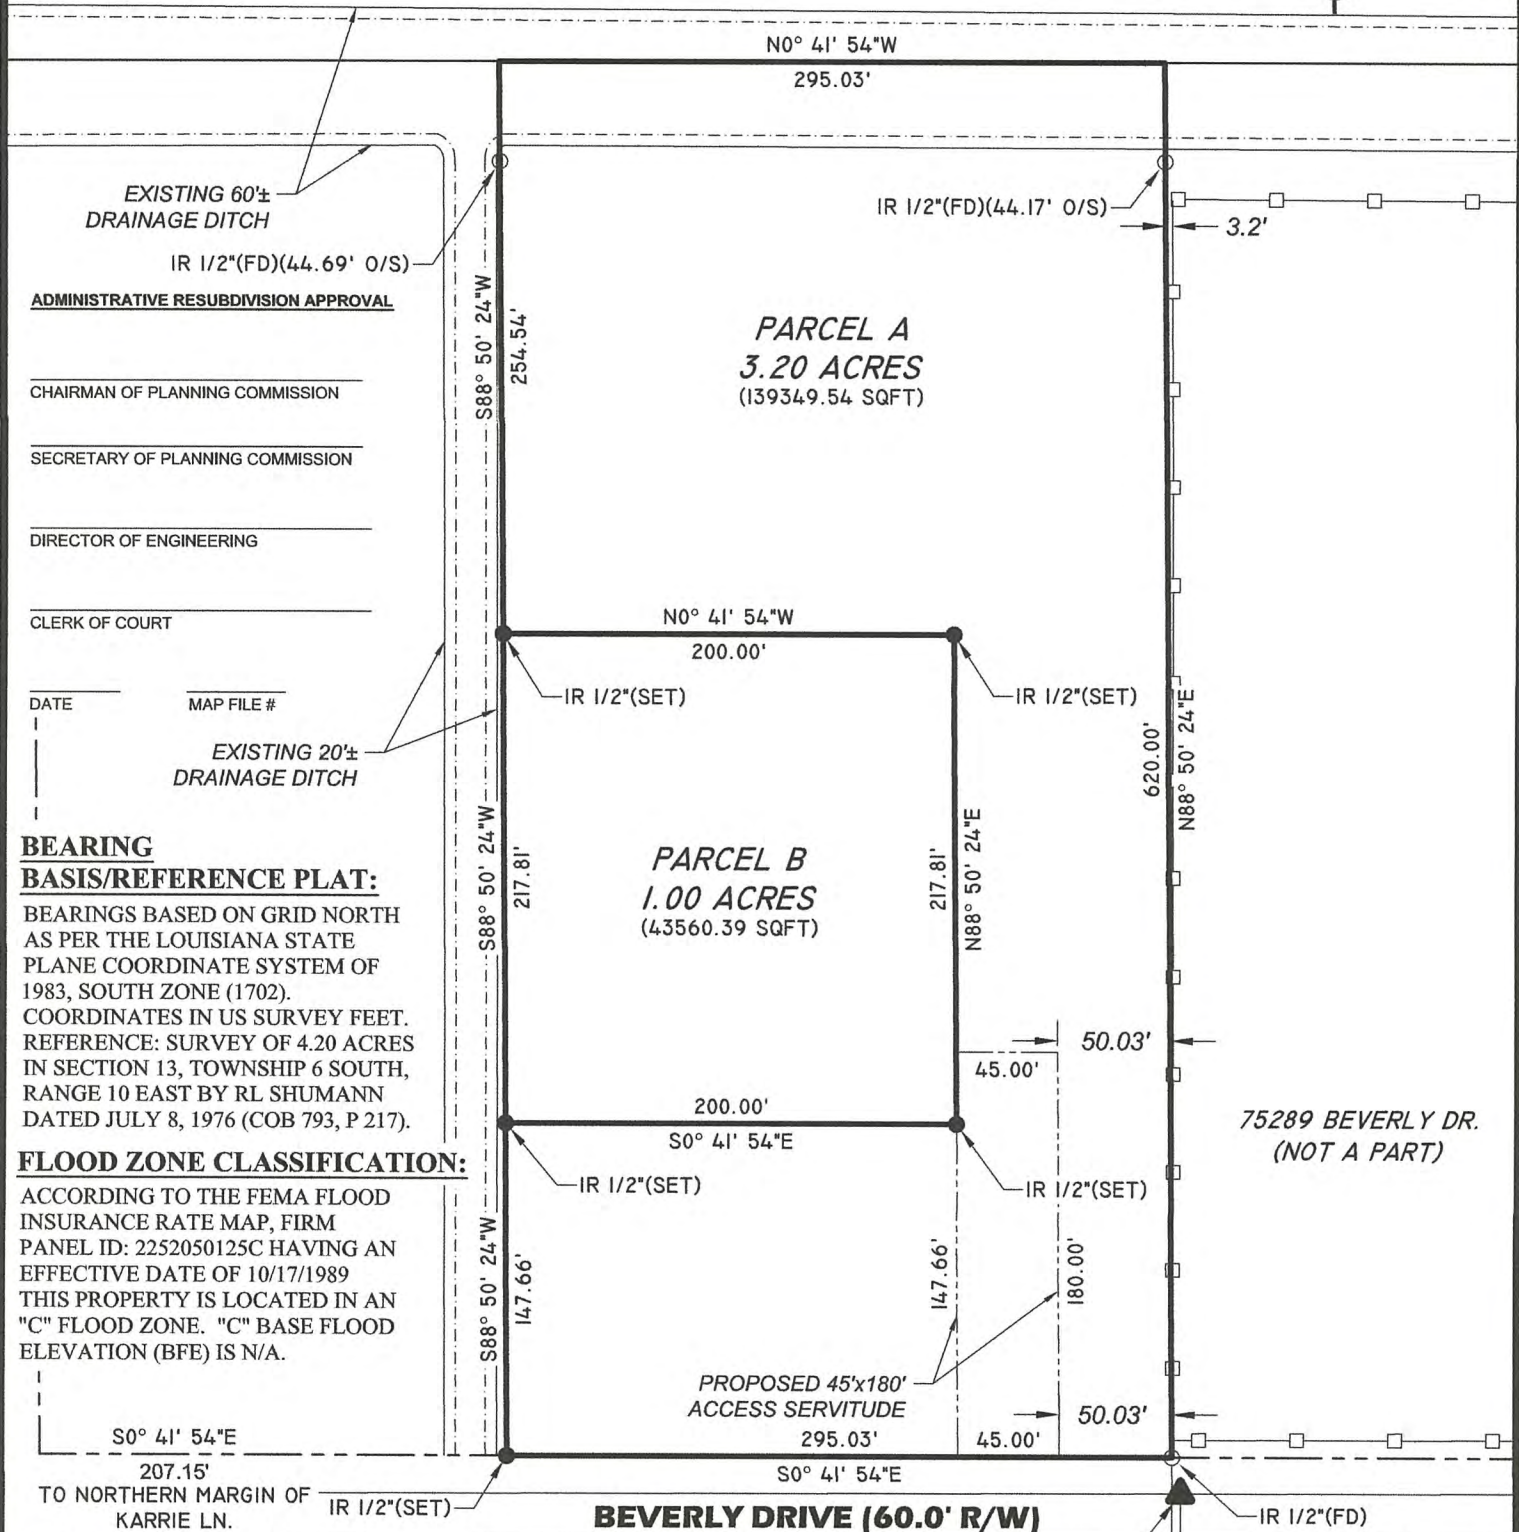 N0° 41' 54"W
295.03'
EXISTING 60'±
DRAINAGE DITCH
IR 1/2"(FD)(44.69' O/S)
IR 1/2"(FD)(44.17' O/S)
3.2'
ADMINISTRATIVE RESUBDIVISION APPROVAL
CHAIRMAN OF PLANNING COMMISSION
SECRETARY OF PLANNING COMMISSION
DIRECTOR OF ENGINEERING
CLERK OF COURT
DATE
MAP FILE #
S88° 50' 24"W
254.54'
PARCEL A
3.20 ACRES
(139349.54 SQFT)
N0° 41' 54"W
200.00'
IR 1/2"(SET)
IR 1/2"(SET)
EXISTING 20'±
DRAINAGE DITCH
620.00'
N88° 50' 24"E
BEARING
BASIS/REFERENCE PLAT:
BEARINGS BASED ON GRID NORTH
AS PER THE LOUISIANA STATE
PLANE COORDINATE SYSTEM OF
1983, SOUTH ZONE (1702).
COORDINATES IN US SURVEY FEET.
REFERENCE: SURVEY OF 4.20 ACRES
IN SECTION 13, TOWNSHIP 6 SOUTH,
RANGE 10 EAST BY RL SHUMANN
DATED JULY 8, 1976 (COB 793, P 217).
S88° 50' 24"W
217.81'
PARCEL B
1.00 ACRES
(43560.39 SQFT)
217.81'
N88° 50' 24"E
50.03'
45.00'
200.00'
S0° 41' 54"E
IR 1/2"(SET)
IR 1/2"(SET)
75289 BEVERLY DR.
(NOT A PART)
FLOOD ZONE CLASSIFICATION:
ACCORDING TO THE FEMA FLOOD
INSURANCE RATE MAP, FIRM
PANEL ID: 2252050125C HAVING AN
EFFECTIVE DATE OF 10/17/1989
THIS PROPERTY IS LOCATED IN AN
"C" FLOOD ZONE. "C" BASE FLOOD
ELEVATION (BFE) IS N/A.
S88° 50' 24"W
147.66'
147.66'
180.00'
PROPOSED 45'x180'
ACCESS SERVITUDE
50.03'
295.03'
45.00'
S0° 41' 54"E
S0° 41' 54"E
207.15'
TO NORTHERN MARGIN OF
KARRIE LN.
IR 1/2"(SET)
BEVERLY DRIVE (60.0' R/W)
IR 1/2"(FD)